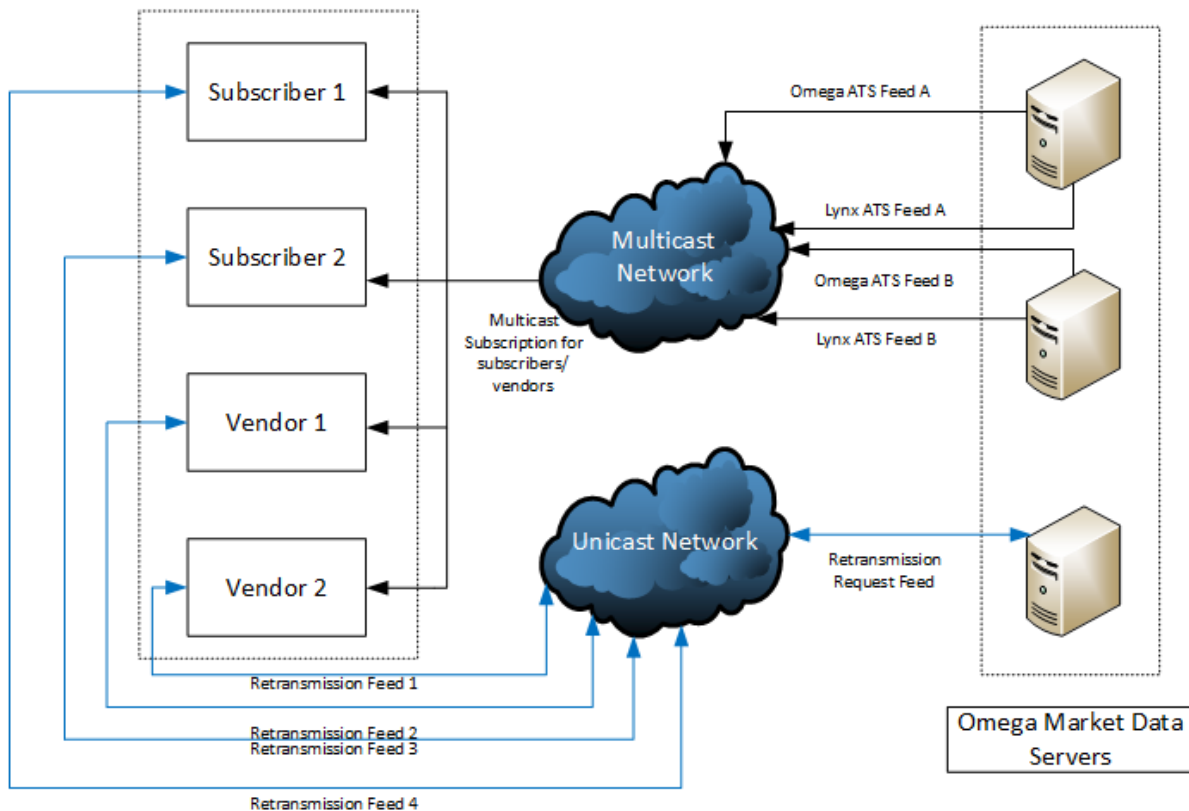 Subscriber 1
Subscriber 2
Vendor 1
Vendor 2
Multicast
Subscription for
subscribers/
vendors
Multicast
Network
Omega ATS Feed A
Lynx ATS Feed A
Omega ATS Feed B
Lynx ATS Feed B
Unicast Network
Retransmission
Request Feed
Retransmission Feed 1
Retransmission Feed 2
Retransmission Feed 3
Retransmission Feed 4
Omega Market Data
Servers